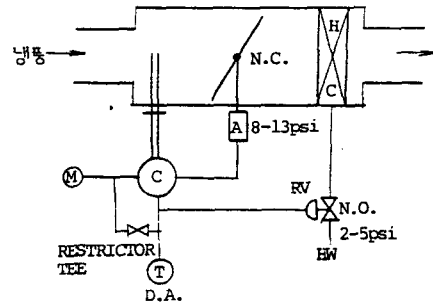 냉풍
N.C.
H
C
A
8-13psi
M
C
RV
N.O.
2-5psi
RESTRICTOR
TEE
HW
T
D.A.